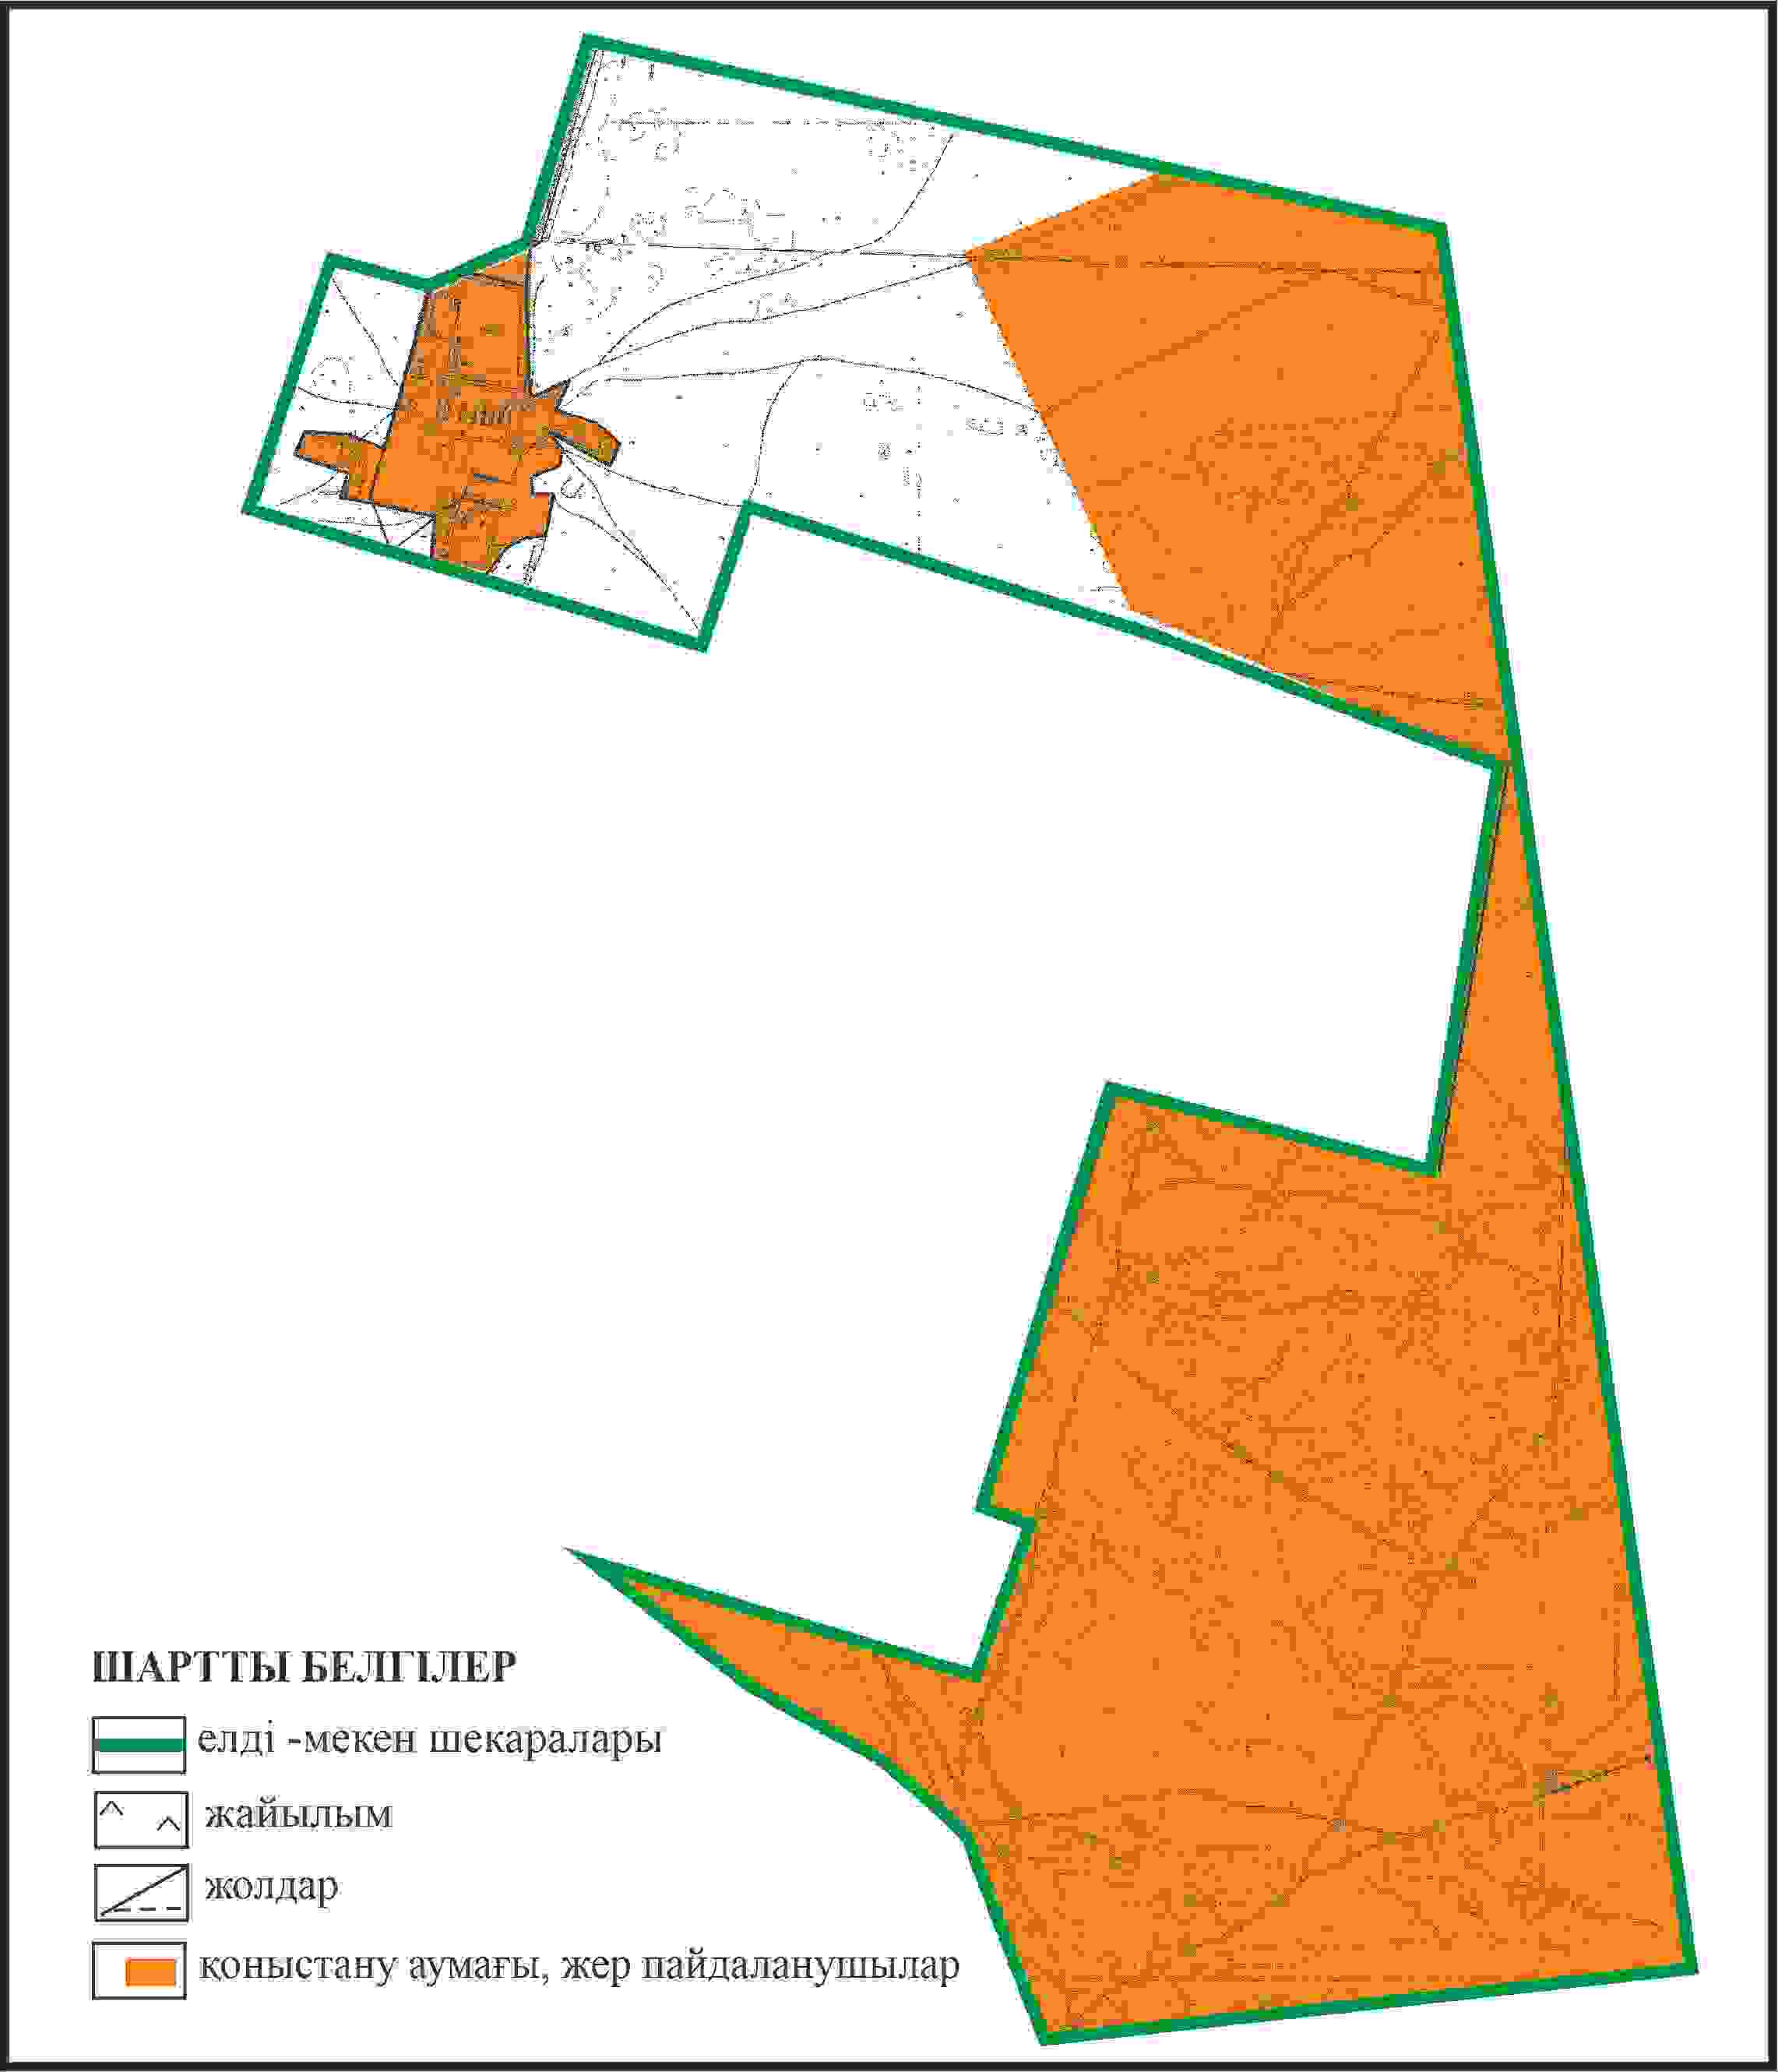 ШАРТТЫ БЕЛГІЛЕР
елді -мекен шекаралары
жайылым
жолдар
қоныстану аумағы, жер пайдаланушылар